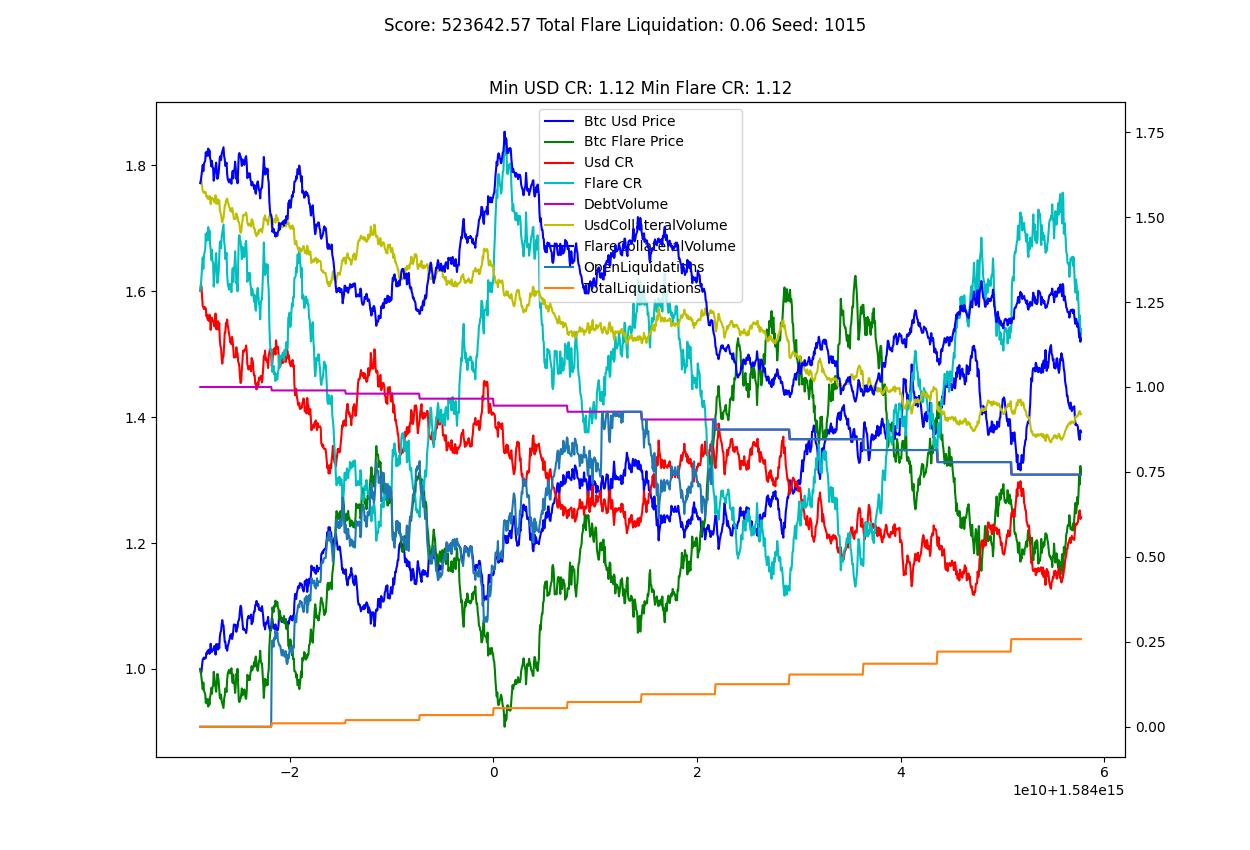 Score: 523642.57 Total Flare Liquidation: 0.06 Seed: 1015
Min USD CR: 1.12 Min Flare CR: 1.12
Btc Usd Price
Btc Flare Price
Usd CR
Flare CR
DebtVolume
UsdCollateralVolume
FlareCollateralVolume
OpenLiquidations
TotalLiquidations
1.8
1.6
1.4
1.2
1.0
1.75
1.50
1.25
1.00
0.75
0.50
0.25
0.00
−2
0
2
4
6
1e10+1.584e15